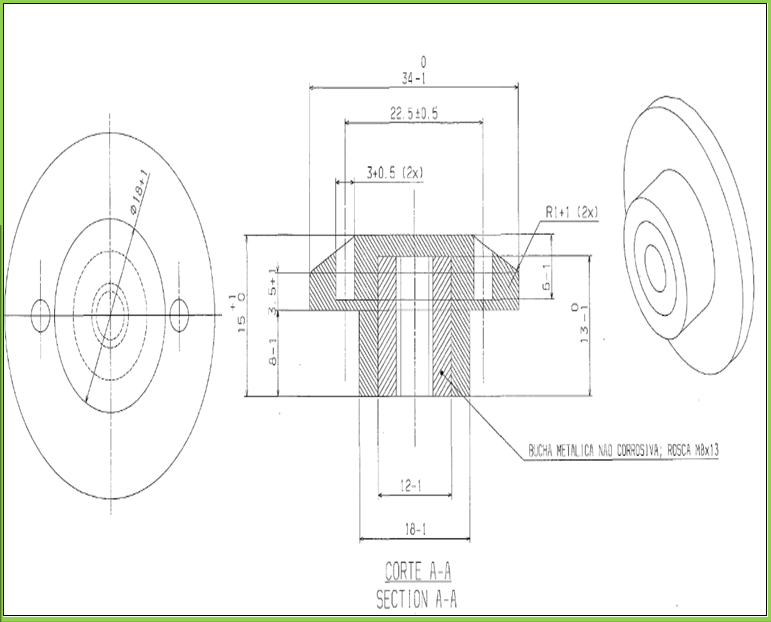 0
34-1
22.5±0.5
3+0.5 (2x)
R1+1 (2x)
Φ18+1
+1
15 0
3.5+1
8-1
6-1
0
13-1
BUCHA METALICA NAO CORROSIVA; ROSCA M8x13
12-1
18-1
CORTE A-A
SECTION A-A